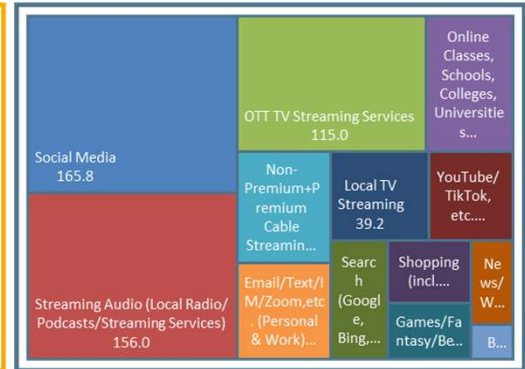 Social Media
165.8
Streaming Audio (Local Radio/
Podcasts/Streaming Services)
156.0
OTT TV Streaming Services
115.0
Online
Classes,
Schools,
Colleges,
Universitie
s...
Non-
Premium+P
remium
Cable
Streamin...
Local TV
Streaming
39.2
YouTube/
TikTok,
etc....
Email/Text/I
M/Zoom,etc
. (Personal
& Work)...
Searc
h
(Googl
e,
Bing,...
Shopping
(incl....
Games/Fa
ntasy/Be...
Ne
ws/
W...
B...